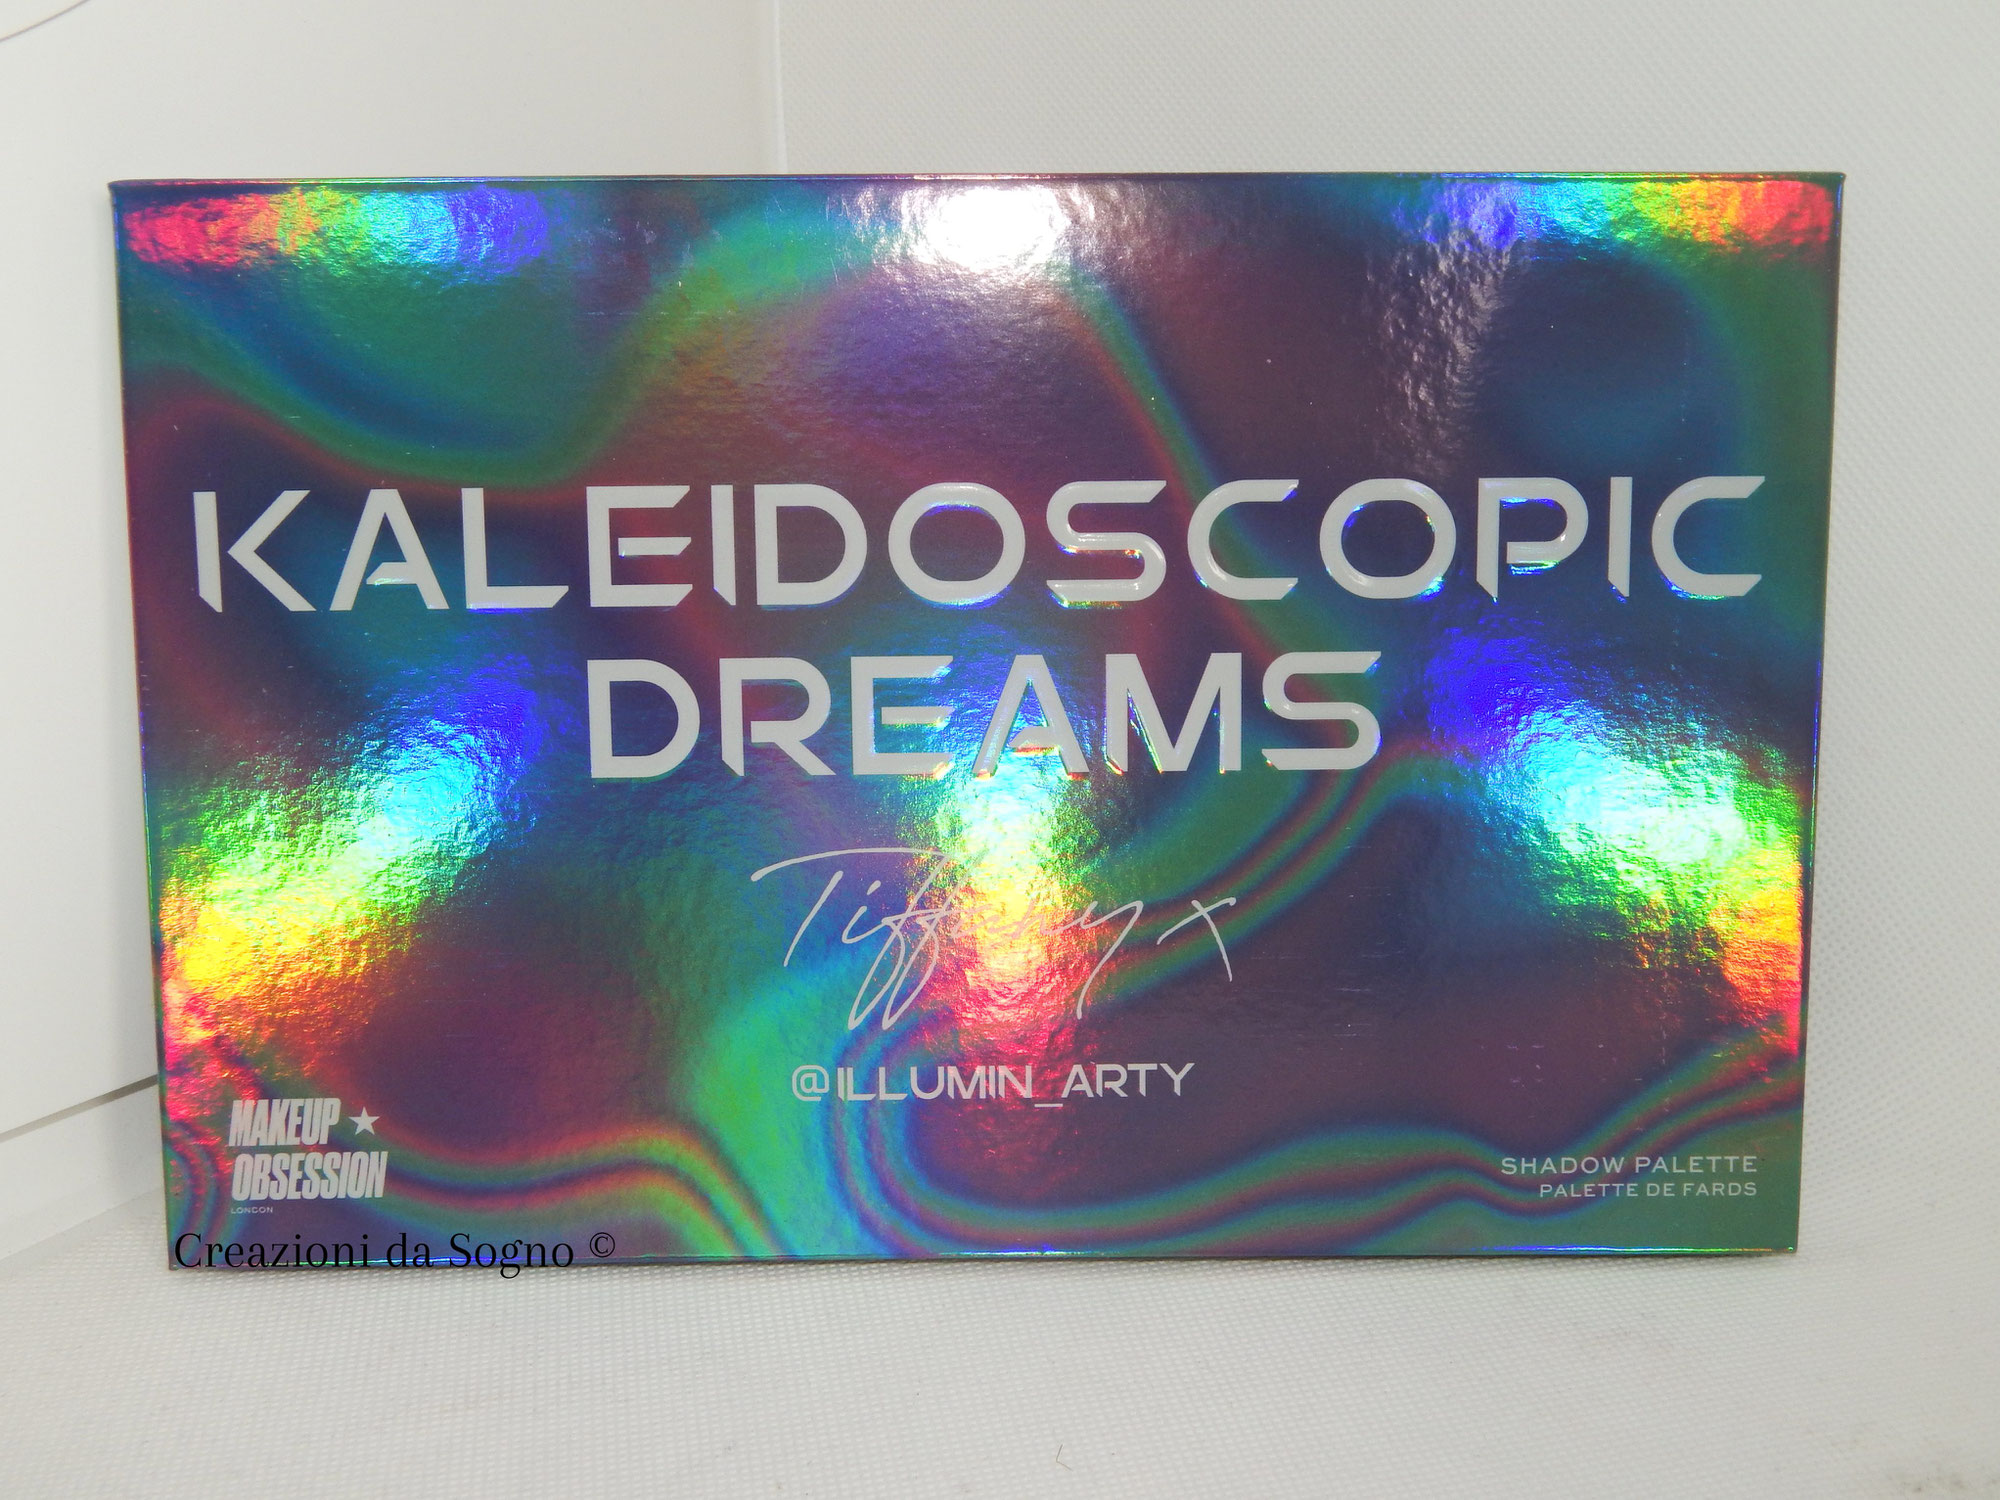 KALEIDOSCOPIC
DREAMS
Tiffany x
@ILLUMIN_ARTY
MAKEUP
OBSESSION
LONDON
SHADOW PALETTE
PALETTE DE FARDS
Creazioni da Sogno ©